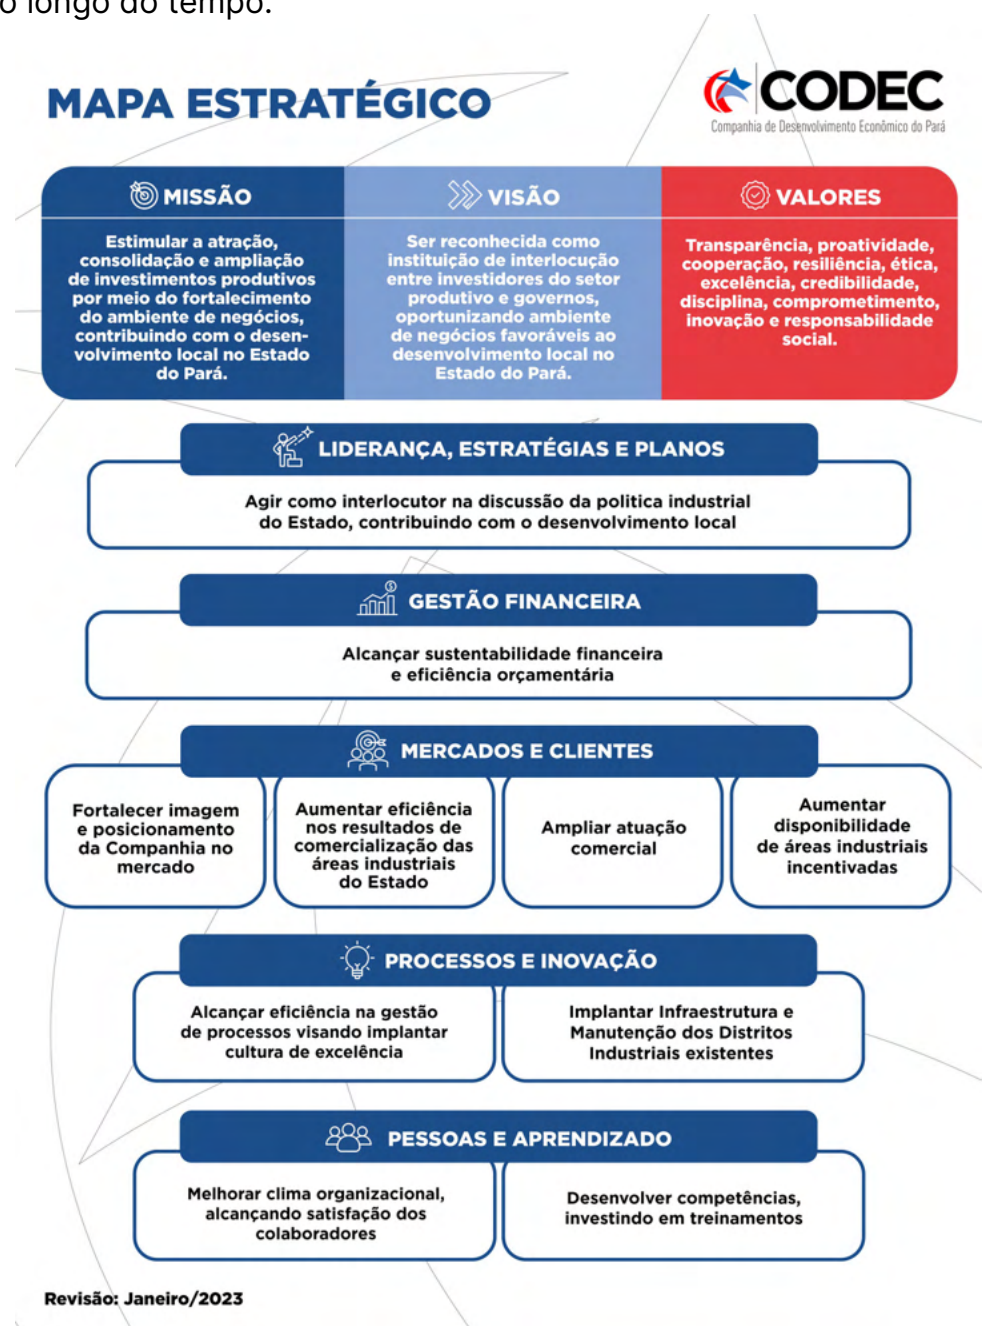 o longo do tempo.
MAPA ESTRATÉGICO
CODEC
Companhia de Desenvolvimento Econômico do Pará
MISSÃO
Estimular a atração,
consolidação e ampliação
de investimentos produtivos
por meio do fortalecimento
do ambiente de negócios,
contribuindo com o desen-
volvimento local no Estado
do Pará.
VISÃO
Ser reconhecida como
instituição de interlocução
entre investidores do setor
produtivo e governos,
oportunizando ambiente
de negócios favoráveis ao
desenvolvimento local no
Estado do Pará.
VALORES
Transparência, proatividade,
cooperação, resiliência, ética,
excelência, credibilidade,
disciplina, comprometimento,
inovação e responsabilidade
social.
LIDERANÇA, ESTRATÉGIAS E PLANOS
Agir como interlocutor na discussão da politica industrial
do Estado, contribuindo com o desenvolvimento local
GESTÃO FINANCEIRA
Alcançar sustentabilidade financeira
e eficiência orçamentária
MERCADOS E CLIENTES
Fortalecer imagem
e posicionamento
da Companhia no
mercado
Aumentar eficiência
nos resultados de
comercialização das
áreas industriais
do Estado
Ampliar atuação
comercial
Aumentar
disponibilidade
de áreas industriais
incentivadas
PROCESSOS E INOVAÇÃO
Alcançar eficiência na gestão
de processos visando implantar
cultura de excelência
Implantar Infraestrutura e
Manutenção dos Distritos
Industriais existentes
PESSOAS E APRENDIZADO
Melhorar clima organizacional,
alcançando satisfação dos
colaboradores
Desenvolver competências,
investindo em treinamentos
Revisão: Janeiro/2023